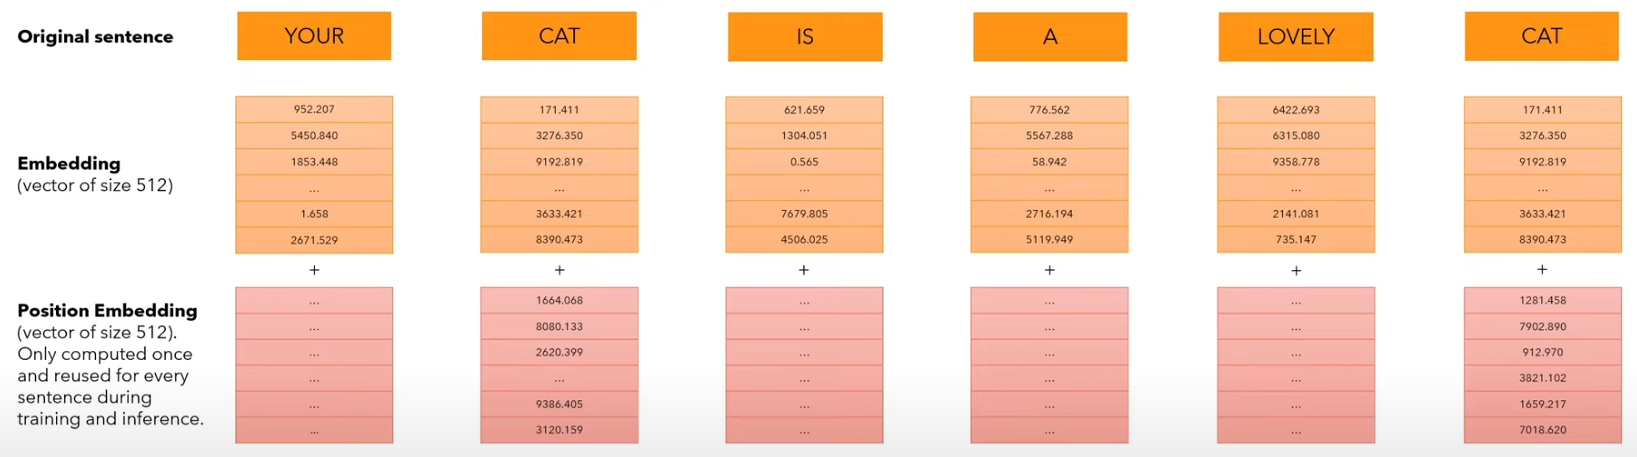 Original sentence YOUR CAT IS A LOVELY CAT
952.207 171.411 621.659 776.562 6422.693 171.411
5450.840 3276.350 1304.051 5567.288 6315.080 3276.350
Embedding
(vector of size 512)
1853.448 9192.819 0.565 58.942 9358.778 9192.819
... ... ... ... ... ...
1.658 3633.421 7679.805 2716.194 2141.081 3633.421
2671.529 8390.473 4506.025 5119.949 735.147 8390.473
+ + + + + +
Position Embedding
(vector of size 512).
Only computed once
and reused for every
sentence during
training and inference.
... 1664.068 ... ... ... 1281.458
... 8080.133 ... ... ... 7902.890
... 2620.399 ... ... ... 912.970
... ... ... ... ... 3821.102
... 9386.405 ... ... ... 1659.217
... 3120.159 ... ... ... 7018.620